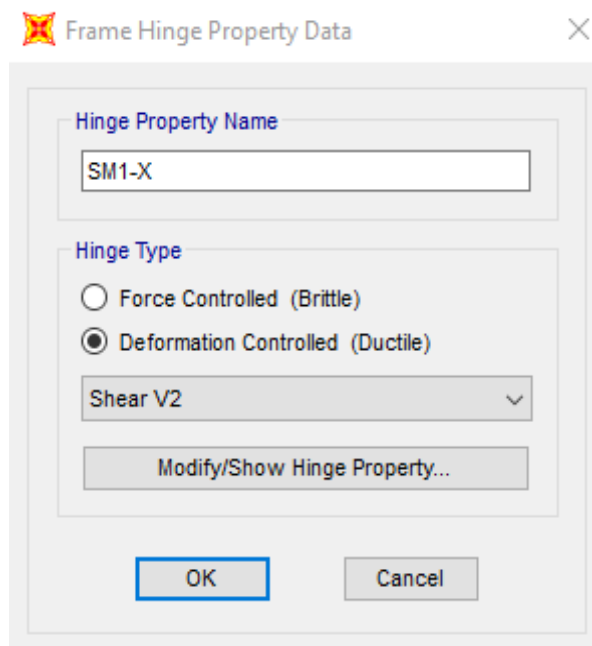 Frame Hinge Property Data
Hinge Property Name
SM1-X
Hinge Type
Force Controlled (Brittle)
Deformation Controlled (Ductile)
Shear V2
Modify/Show Hinge Property...
OK
Cancel